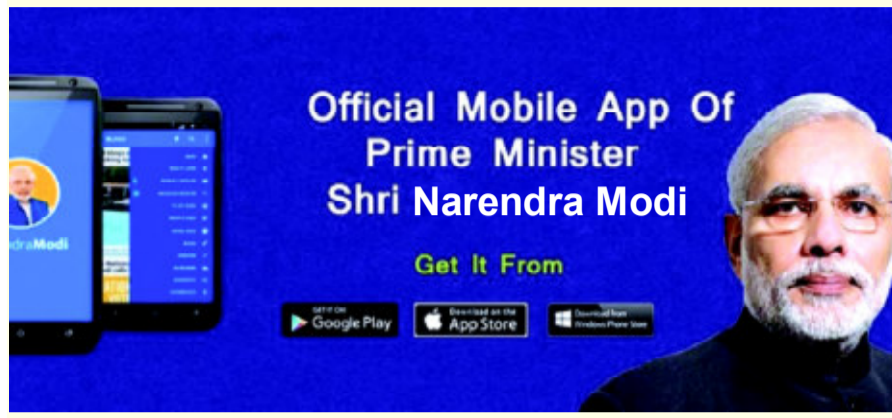 Official Mobile App Of
Prime Minister
Shri Narendra Modi
Get It From
GET IT ON
Google Play
Download on the
App Store
Download from
Windows Phone Store
draModi